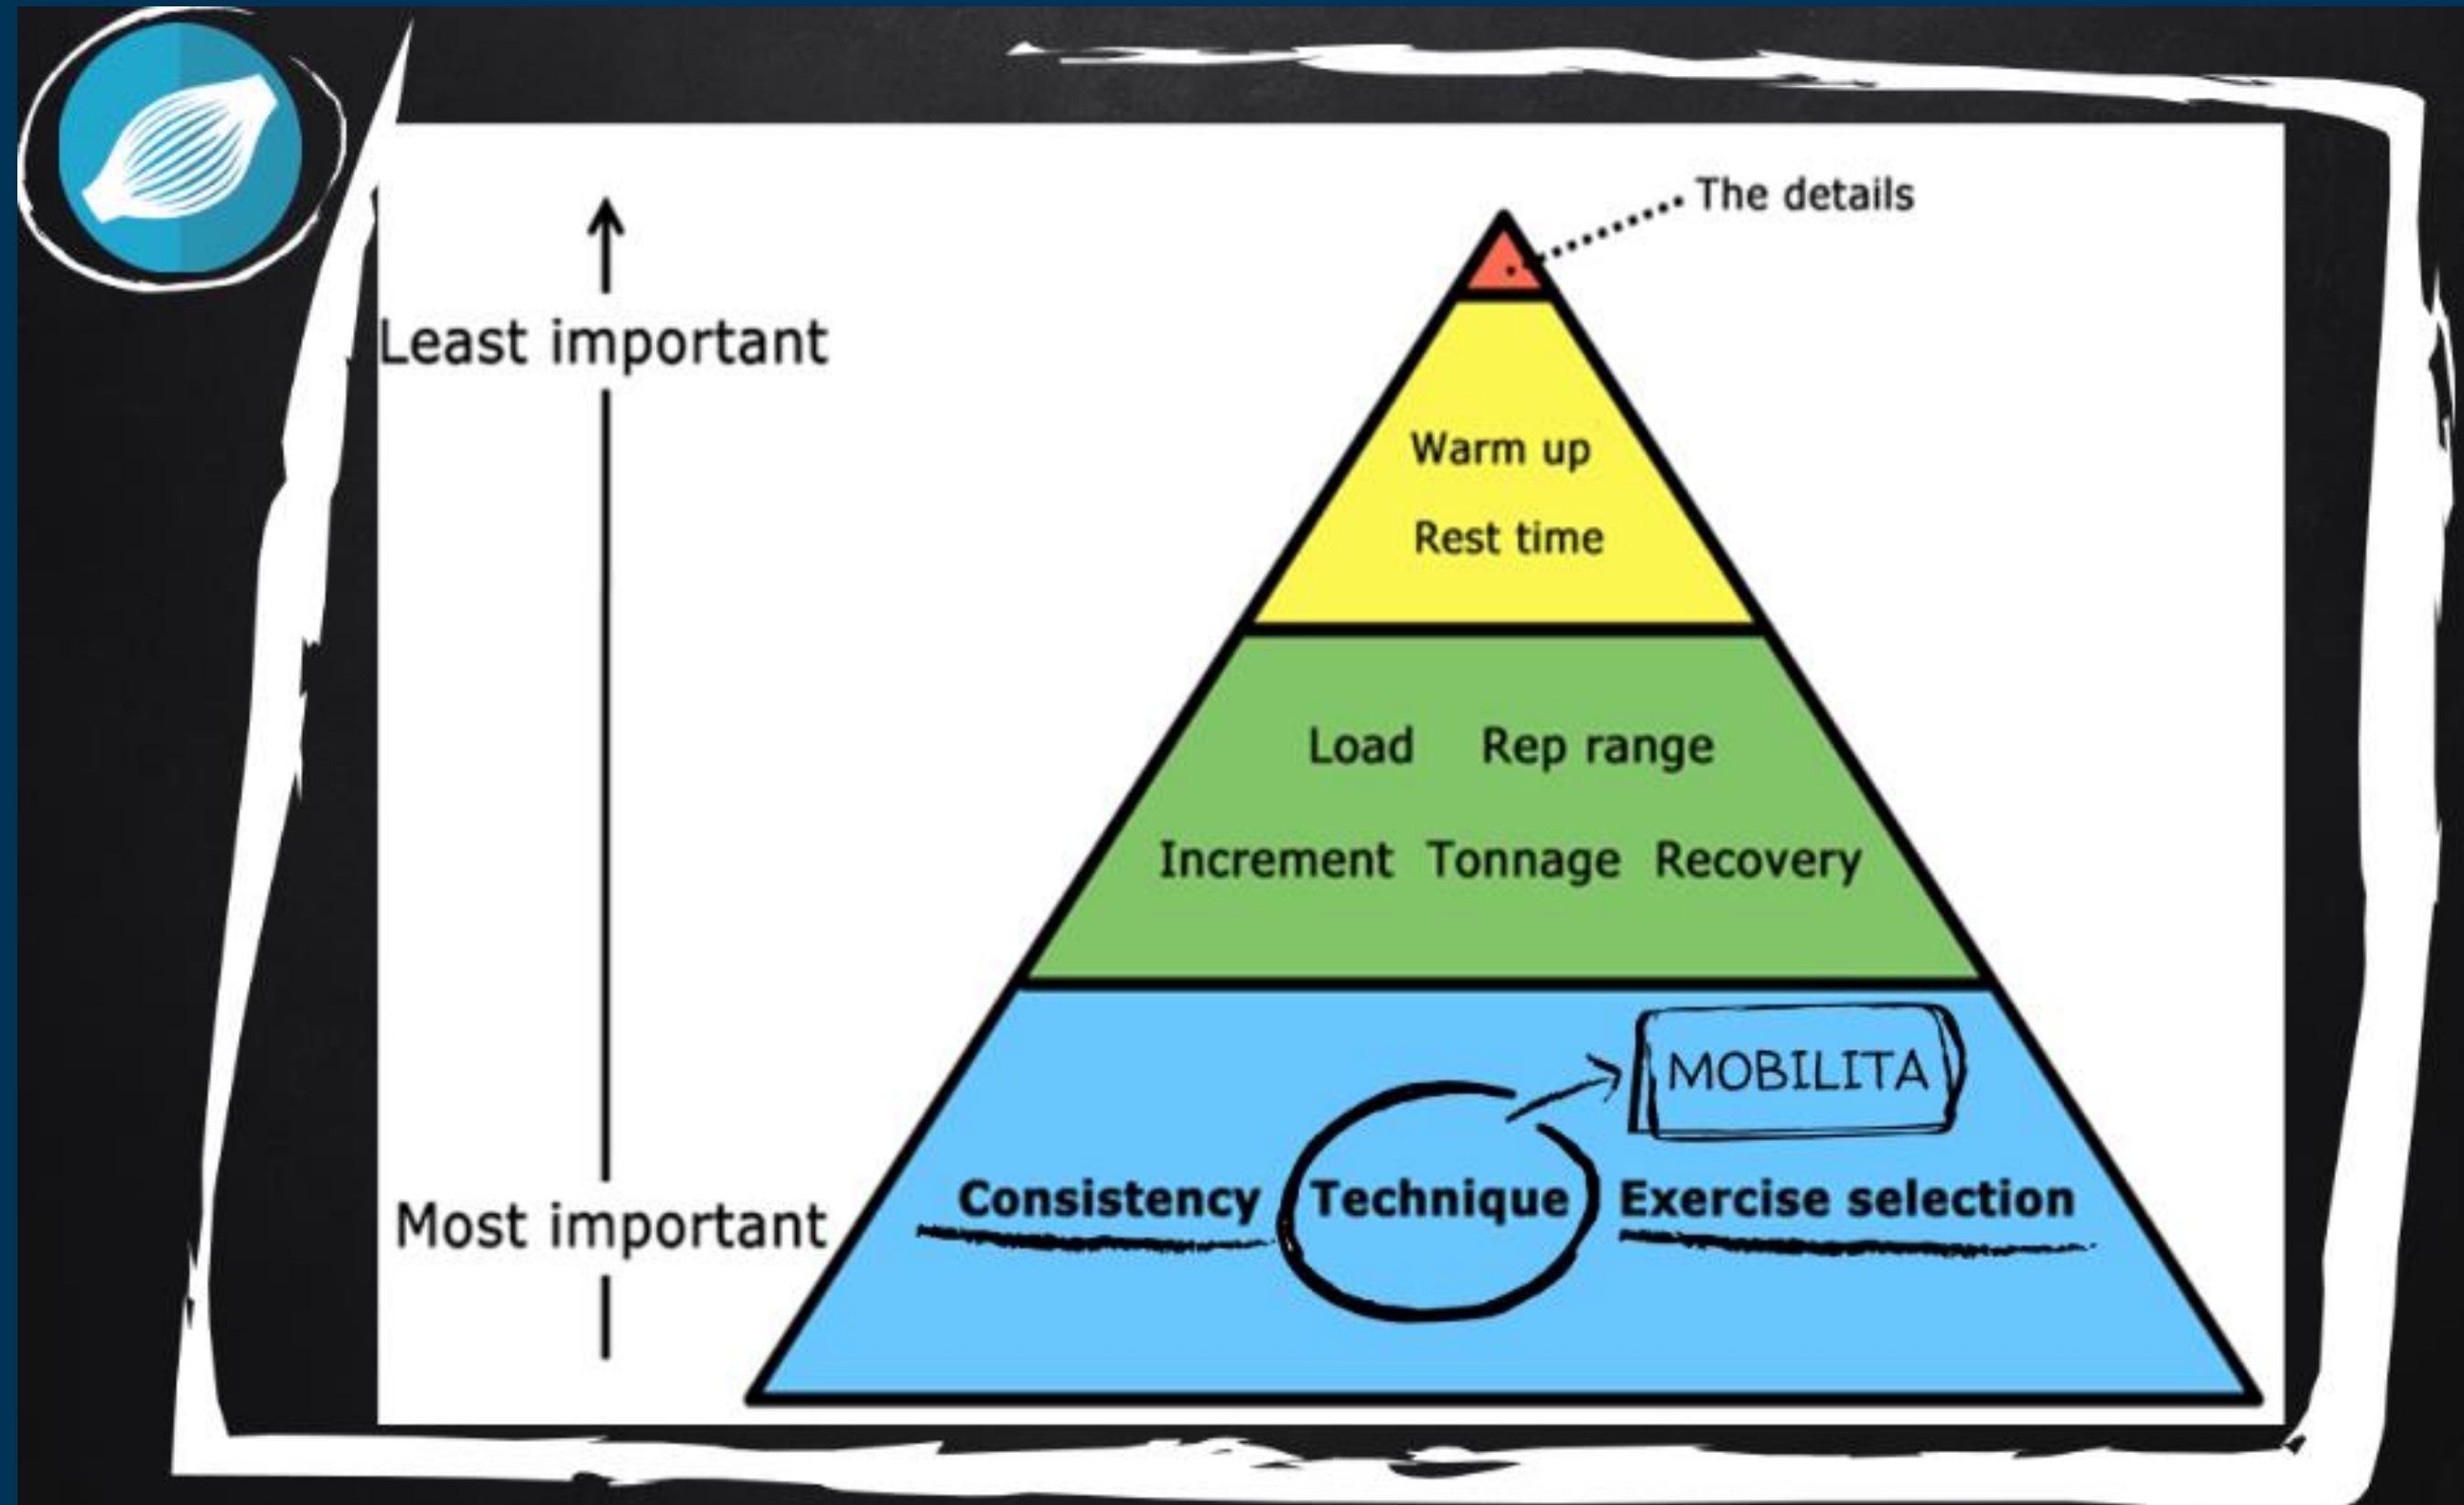 The details
Least important
Warm up
Rest time
Load Rep range
Increment Tonnage Recovery
MOBILITA
Consistency Technique Exercise selection
Most important